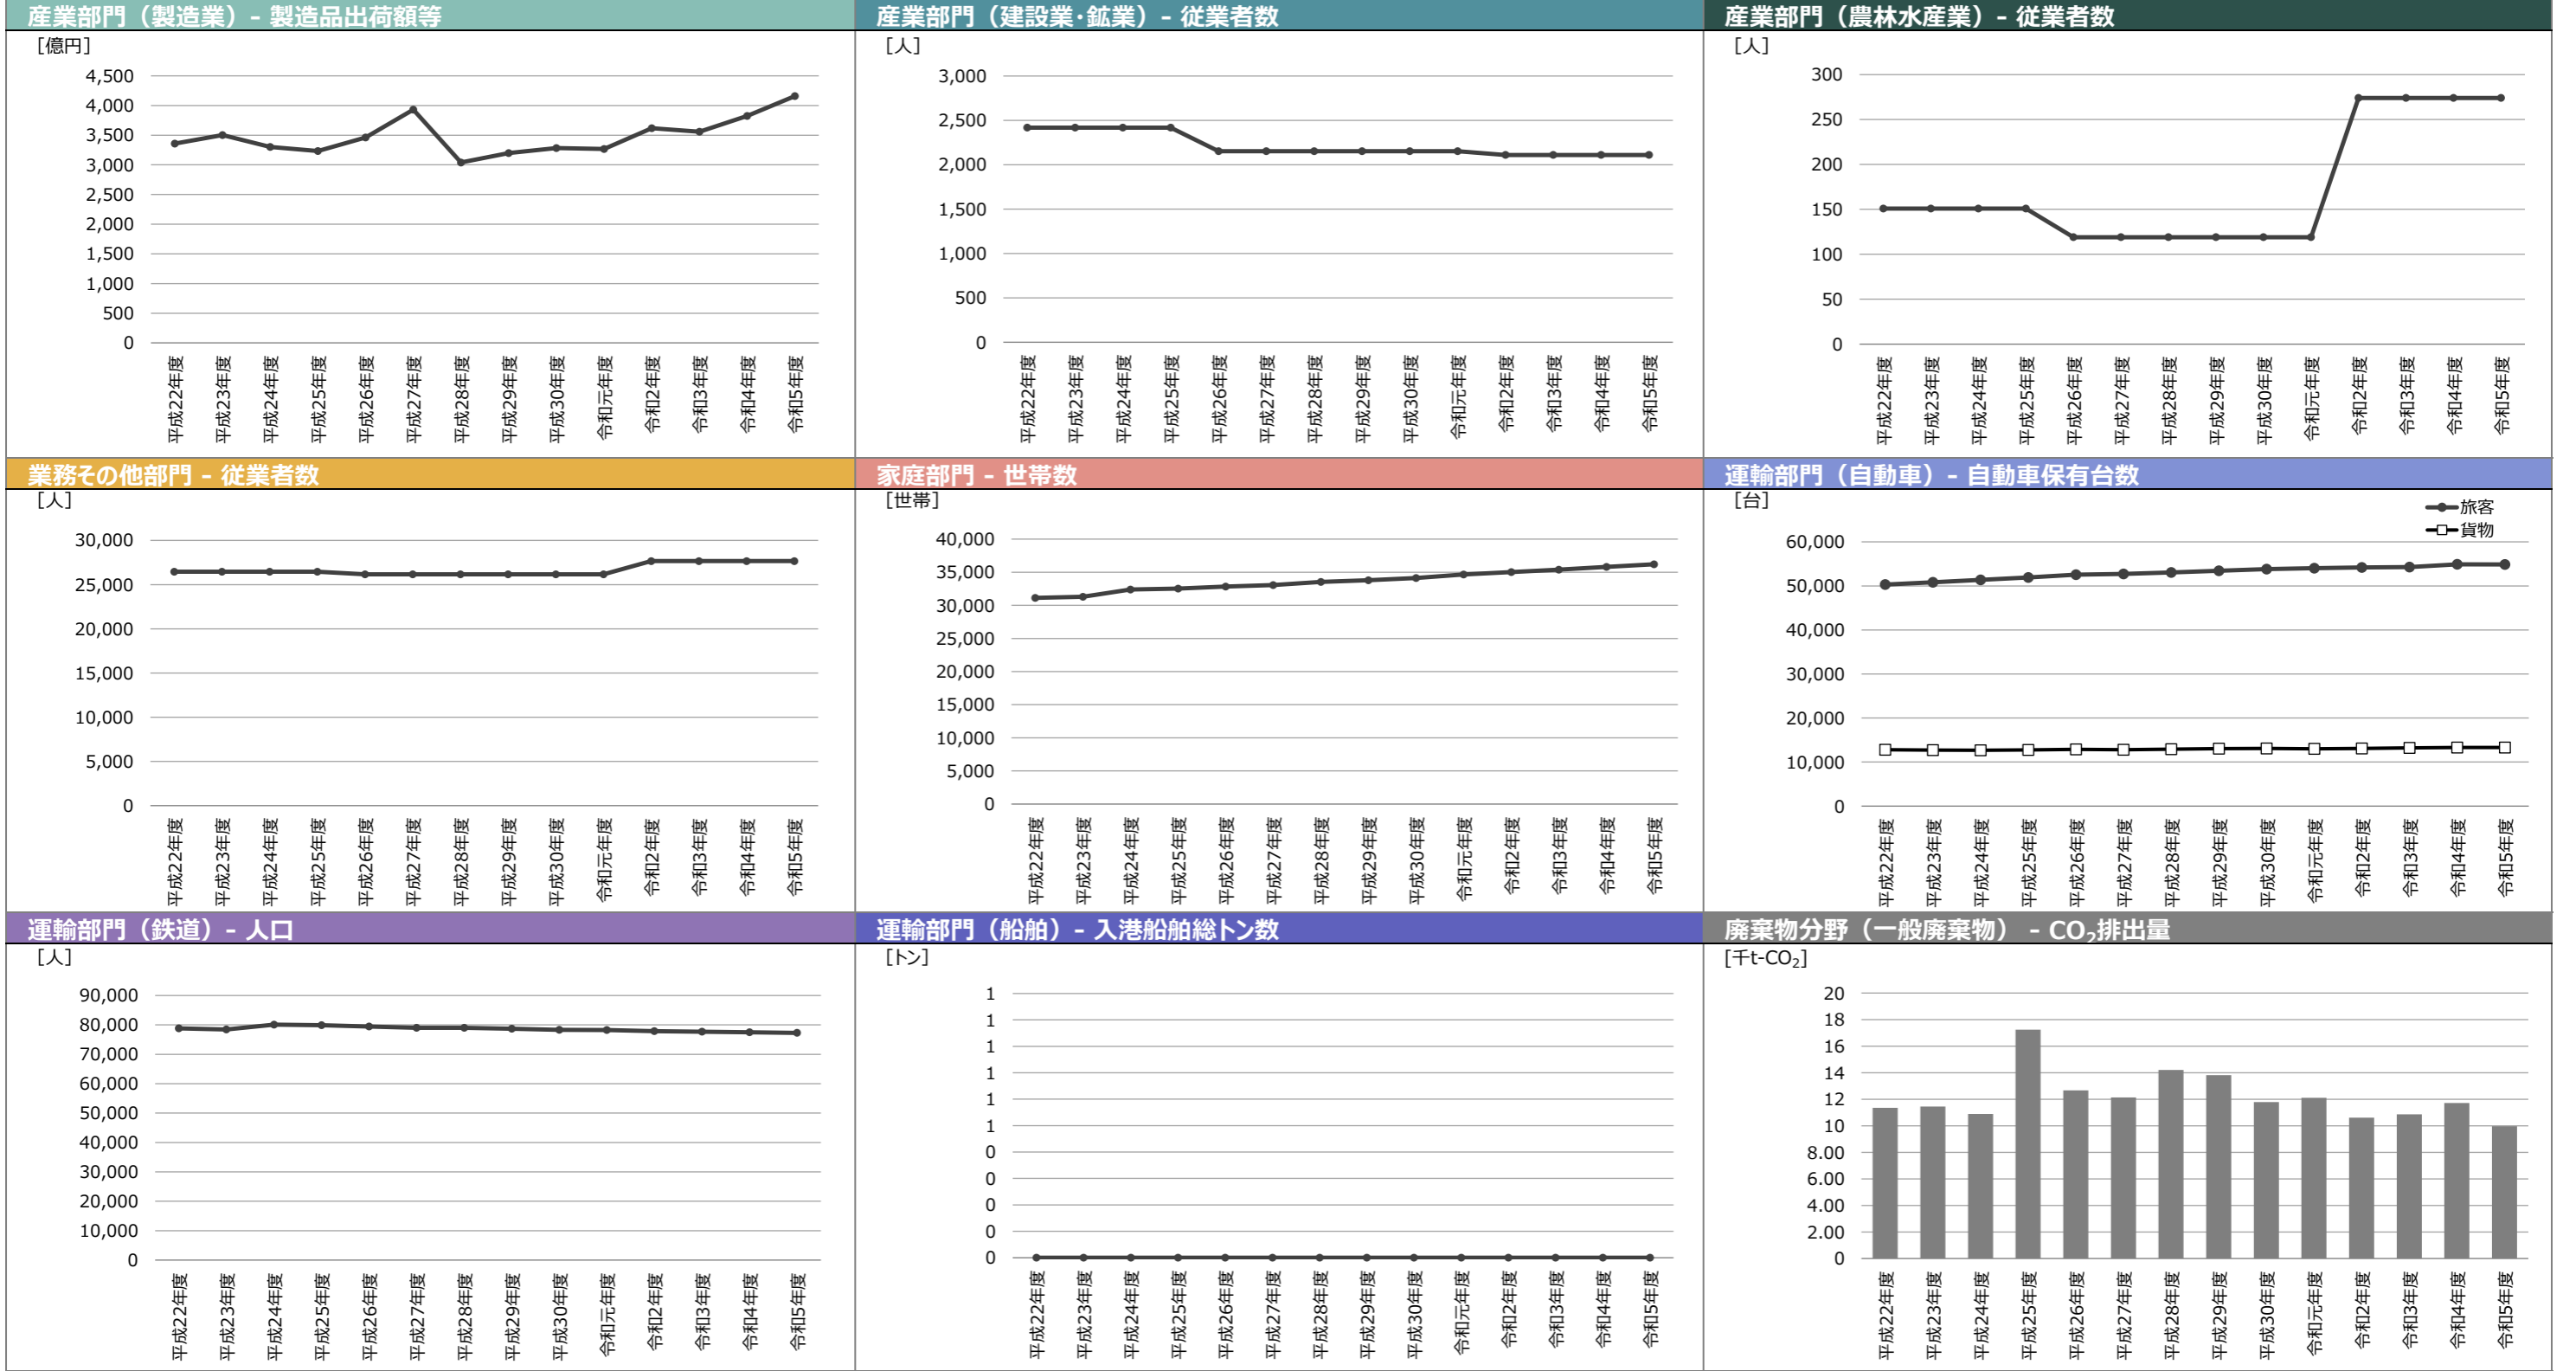 産業部門（製造業）- 製造品出荷額等
[億円]
4,500
4,000
3,500
3,000
2,500
2,000
1,500
1,000
500
0
平成22年度
平成23年度
平成24年度
平成25年度
平成26年度
平成27年度
平成28年度
平成29年度
平成30年度
令和元年度
令和2年度
令和3年度
令和4年度
令和5年度
産業部門（建設業･鉱業）- 従業者数
[人]
3,000
2,500
2,000
1,500
1,000
500
0
平成22年度
平成23年度
平成24年度
平成25年度
平成26年度
平成27年度
平成28年度
平成29年度
平成30年度
令和元年度
令和2年度
令和3年度
令和4年度
令和5年度
産業部門（農林水産業）- 従業者数
[人]
300
250
200
150
100
50
0
平成22年度
平成23年度
平成24年度
平成25年度
平成26年度
平成27年度
平成28年度
平成29年度
平成30年度
令和元年度
令和2年度
令和3年度
令和4年度
令和5年度
業務その他部門 - 従業者数
[人]
30,000
25,000
20,000
15,000
10,000
5,000
0
平成22年度
平成23年度
平成24年度
平成25年度
平成26年度
平成27年度
平成28年度
平成29年度
平成30年度
令和元年度
令和2年度
令和3年度
令和4年度
令和5年度
家庭部門 - 世帯数
[世帯]
40,000
35,000
30,000
25,000
20,000
15,000
10,000
5,000
0
平成22年度
平成23年度
平成24年度
平成25年度
平成26年度
平成27年度
平成28年度
平成29年度
平成30年度
令和元年度
令和2年度
令和3年度
令和4年度
令和5年度
運輸部門（自動車）- 自動車保有台数
[台]
旅客
貨物
60,000
50,000
40,000
30,000
20,000
10,000
0
平成22年度
平成23年度
平成24年度
平成25年度
平成26年度
平成27年度
平成28年度
平成29年度
平成30年度
令和元年度
令和2年度
令和3年度
令和4年度
令和5年度
運輸部門（鉄道）- 人口
[人]
90,000
80,000
70,000
60,000
50,000
40,000
30,000
20,000
10,000
0
平成22年度
平成23年度
平成24年度
平成25年度
平成26年度
平成27年度
平成28年度
平成29年度
平成30年度
令和元年度
令和2年度
令和3年度
令和4年度
令和5年度
運輸部門（船舶）- 入港船舶総トン数
[トン]
1
1
1
1
1
1
0
0
0
0
0
平成22年度
平成23年度
平成24年度
平成25年度
平成26年度
平成27年度
平成28年度
平成29年度
平成30年度
令和元年度
令和2年度
令和3年度
令和4年度
令和5年度
廃棄物分野（一般廃棄物） - CO₂排出量
[千t-CO₂]
20
18
16
14
12
10
8.00
6.00
4.00
2.00
0
平成22年度
平成23年度
平成24年度
平成25年度
平成26年度
平成27年度
平成28年度
平成29年度
平成30年度
令和元年度
令和2年度
令和3年度
令和4年度
令和5年度